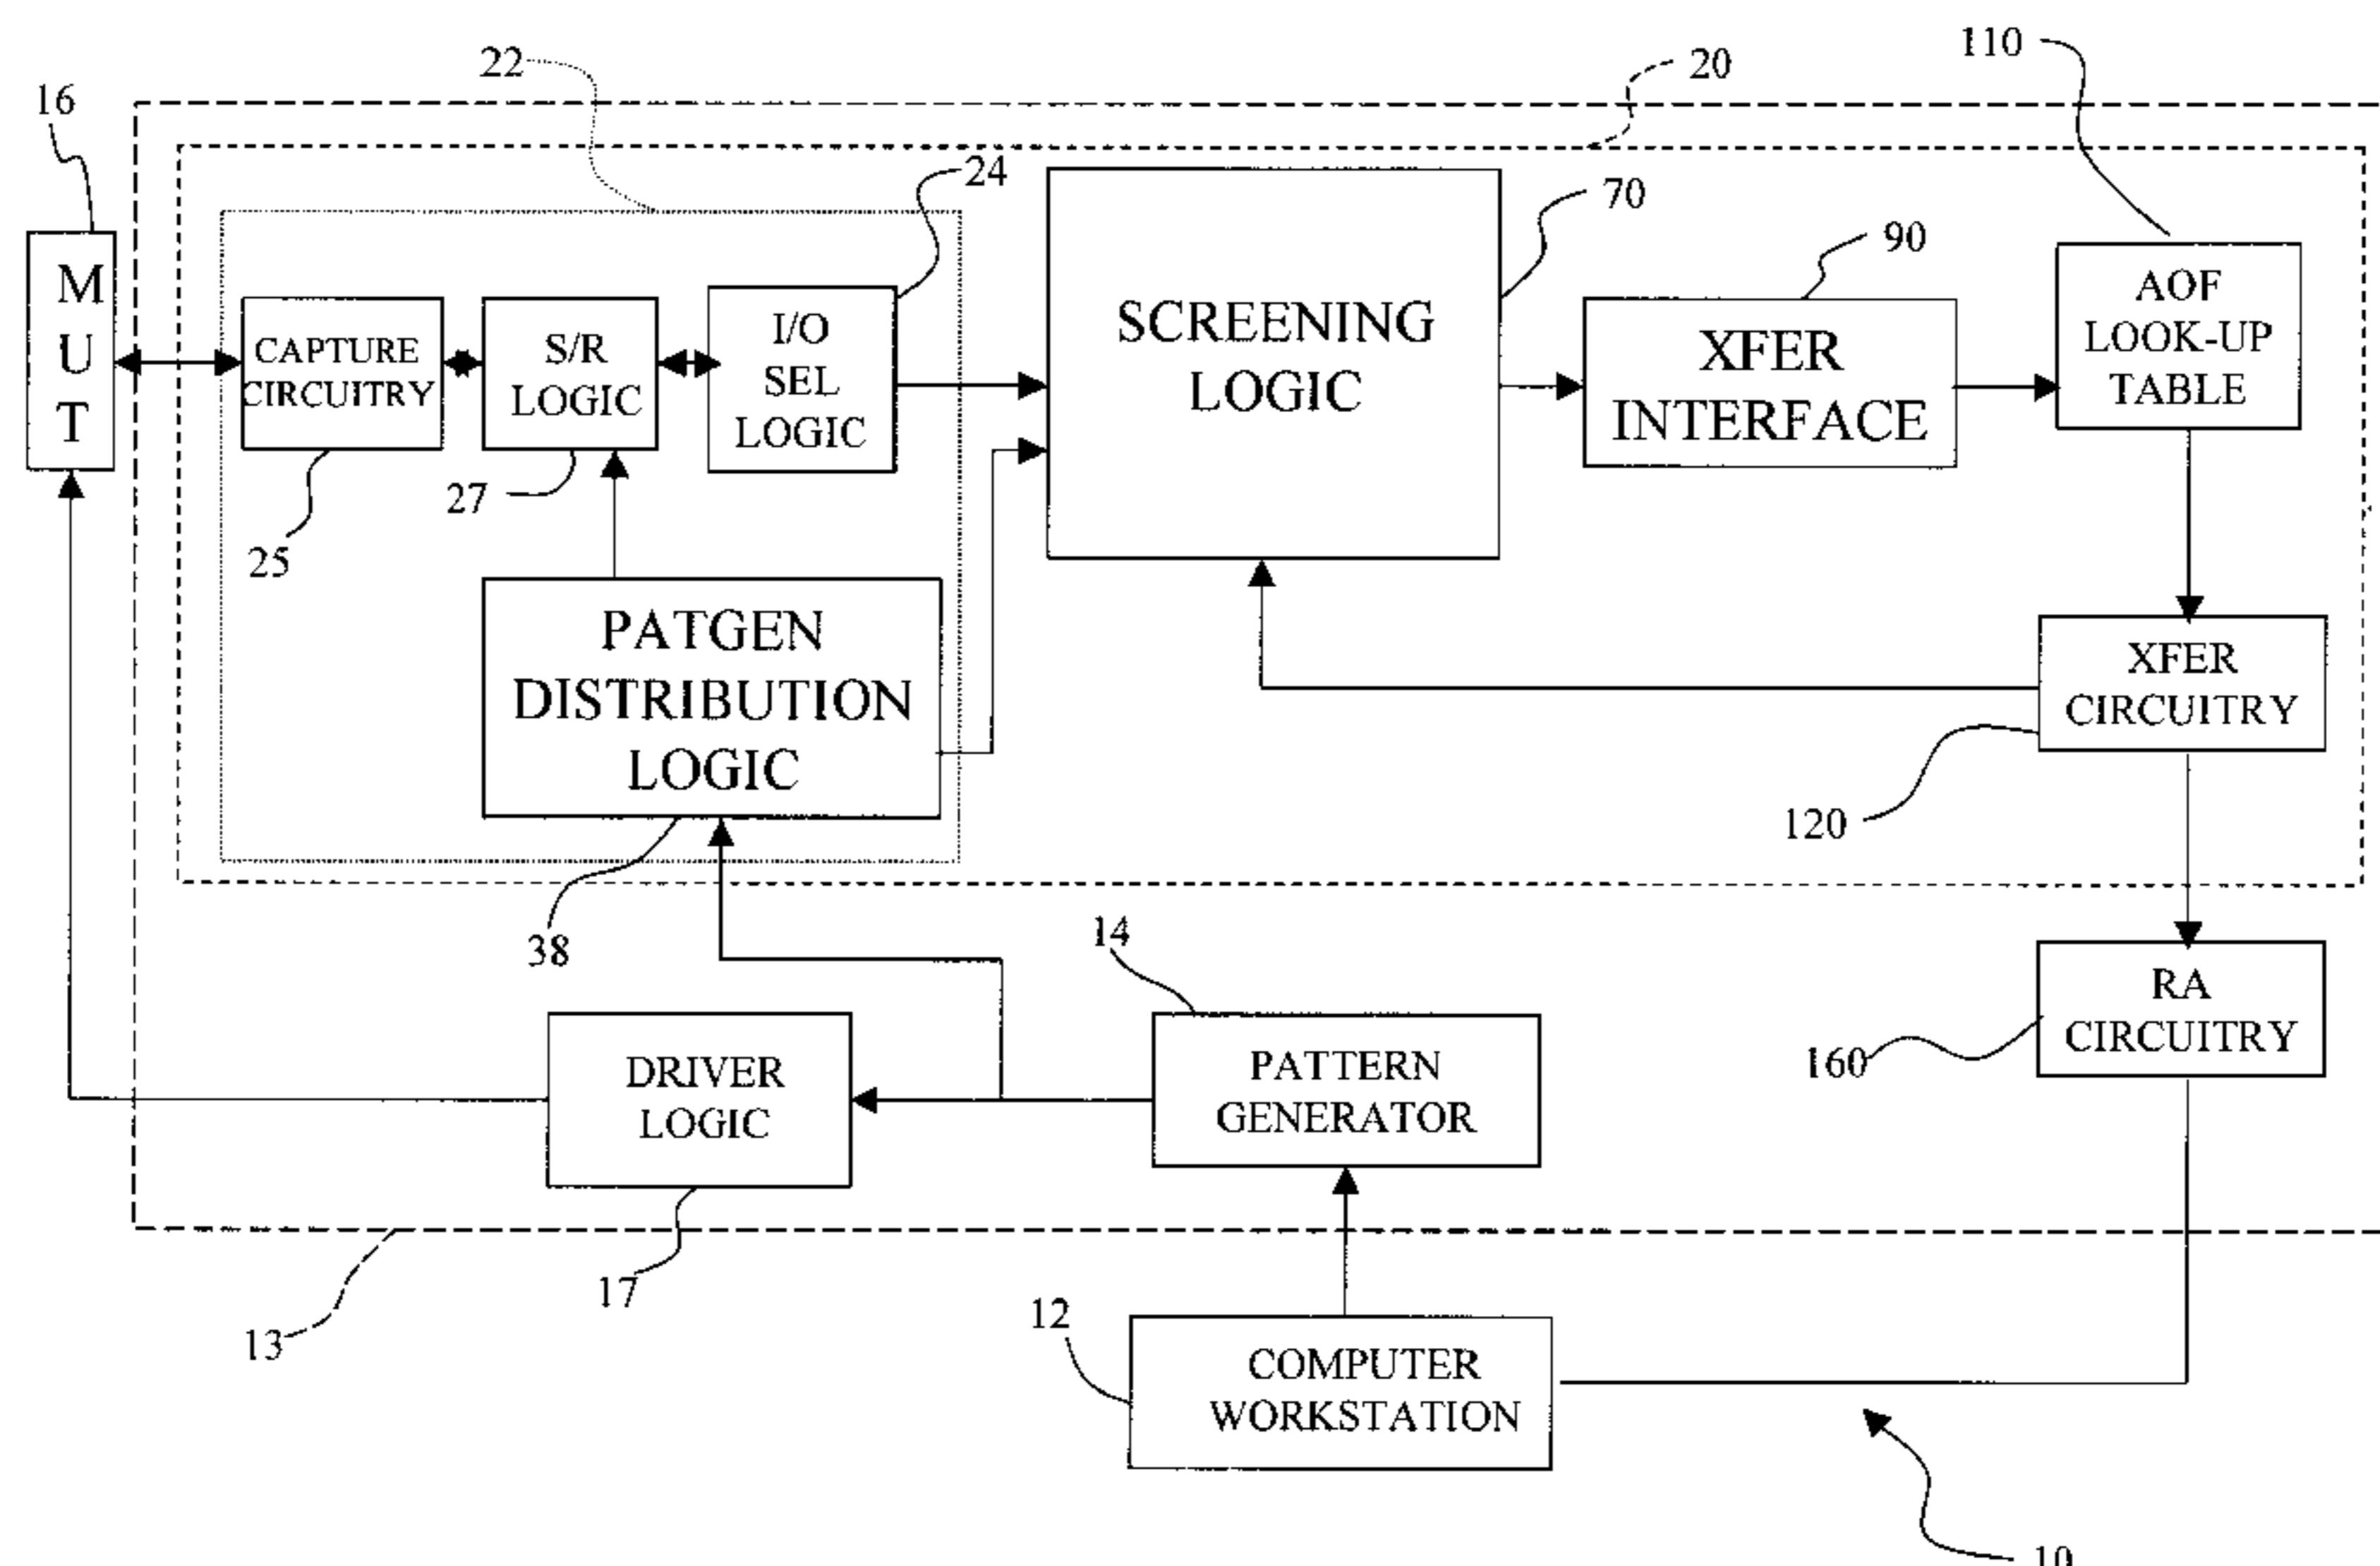 110
22
20
16
24
70
90
M
U
T
CAPTURE
CIRCUITRY
S/R
LOGIC
I/O
SEL
LOGIC
SCREENING
LOGIC
XFER
INTERFACE
AOF
LOOK-UP
TABLE
27
25
PATGEN
DISTRIBUTION
LOGIC
XFER
CIRCUITRY
120
38
14
RA
CIRCUITRY
160
DRIVER
LOGIC
PATTERN
GENERATOR
17
13
12
COMPUTER
WORKSTATION
10